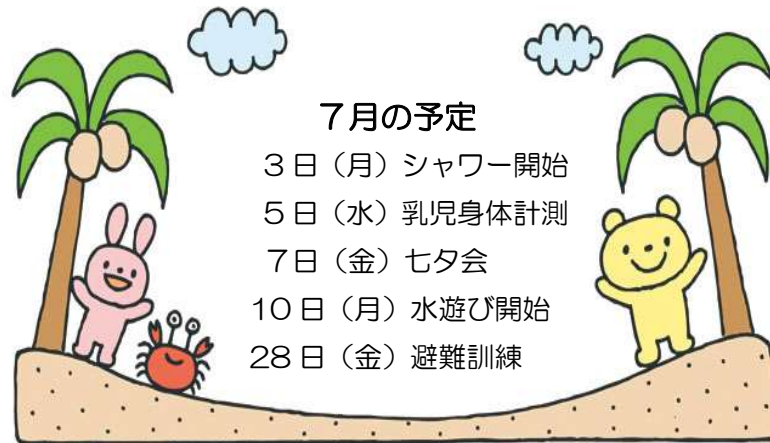 ７月の予定
３日（月）シャワー開始
５日（水）乳児身体計測
７日（金）七夕会
10日（月）水遊び開始
28日（金）避難訓練